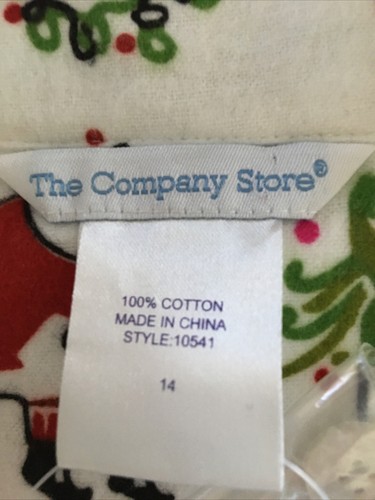 The Company Store®
100% COTTON
MADE IN CHINA
STYLE:10541
14